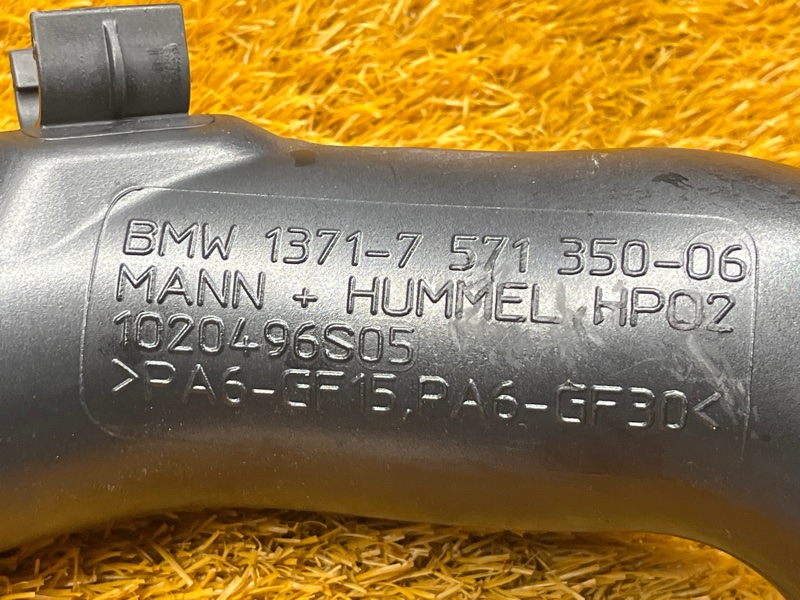 BMW 1371-7 571 350-06
MANN + HUMMEL HP02
1020496S05
>PA6-GF15,PA6-GF30<